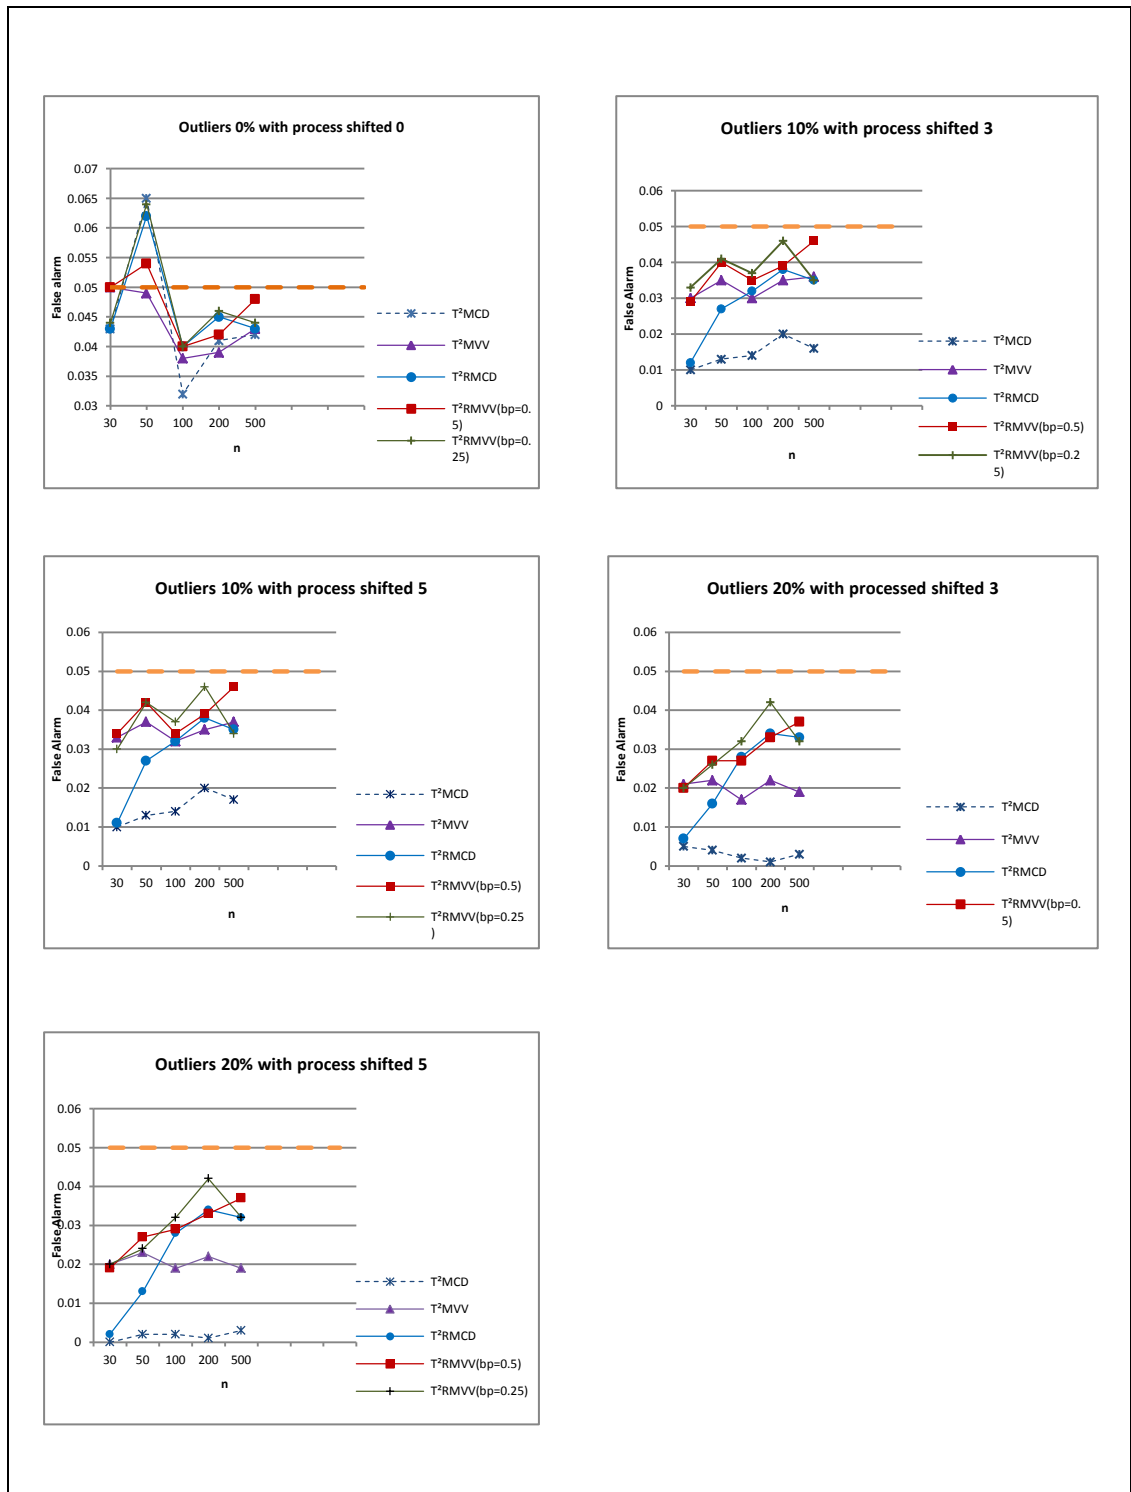 Outliers 0% with process shifted 0
0.07
0.065
0.06
0.055
0.05
0.045
0.04
0.035
0.03
False alarm
30 50 100 200 500
n
T²MCD
T²MVV
T²RMCD
T²RMVV(bp=0.
5)
T²RMVV(bp=0.
25)
Outliers 10% with process shifted 3
0.06
0.05
0.04
0.03
0.02
0.01
0
False Alarm
30 50 100 200 500
n
T²MCD
T²MVV
T²RMCD
T²RMVV(bp=0.5)
T²RMVV(bp=0.2
5)
Outliers 10% with process shifted 5
0.06
0.05
0.04
0.03
0.02
0.01
0
False Alarm
30 50 100 200 500
n
T²MCD
T²MVV
T²RMCD
T²RMVV(bp=0.5)
T²RMVV(bp=0.25
)
Outliers 20% with processed shifted 3
0.06
0.05
0.04
0.03
0.02
0.01
0
False Alarm
30 50 100 200 500
n
T²MCD
T²MVV
T²RMCD
T²RMVV(bp=0.
5)
Outliers 20% with process shifted 5
0.06
0.05
0.04
0.03
0.02
0.01
0
False Alarm
30 50 100 200 500
n
T²MCD
T²MVV
T²RMCD
T²RMVV(bp=0.5)
T²RMVV(bp=0.25)